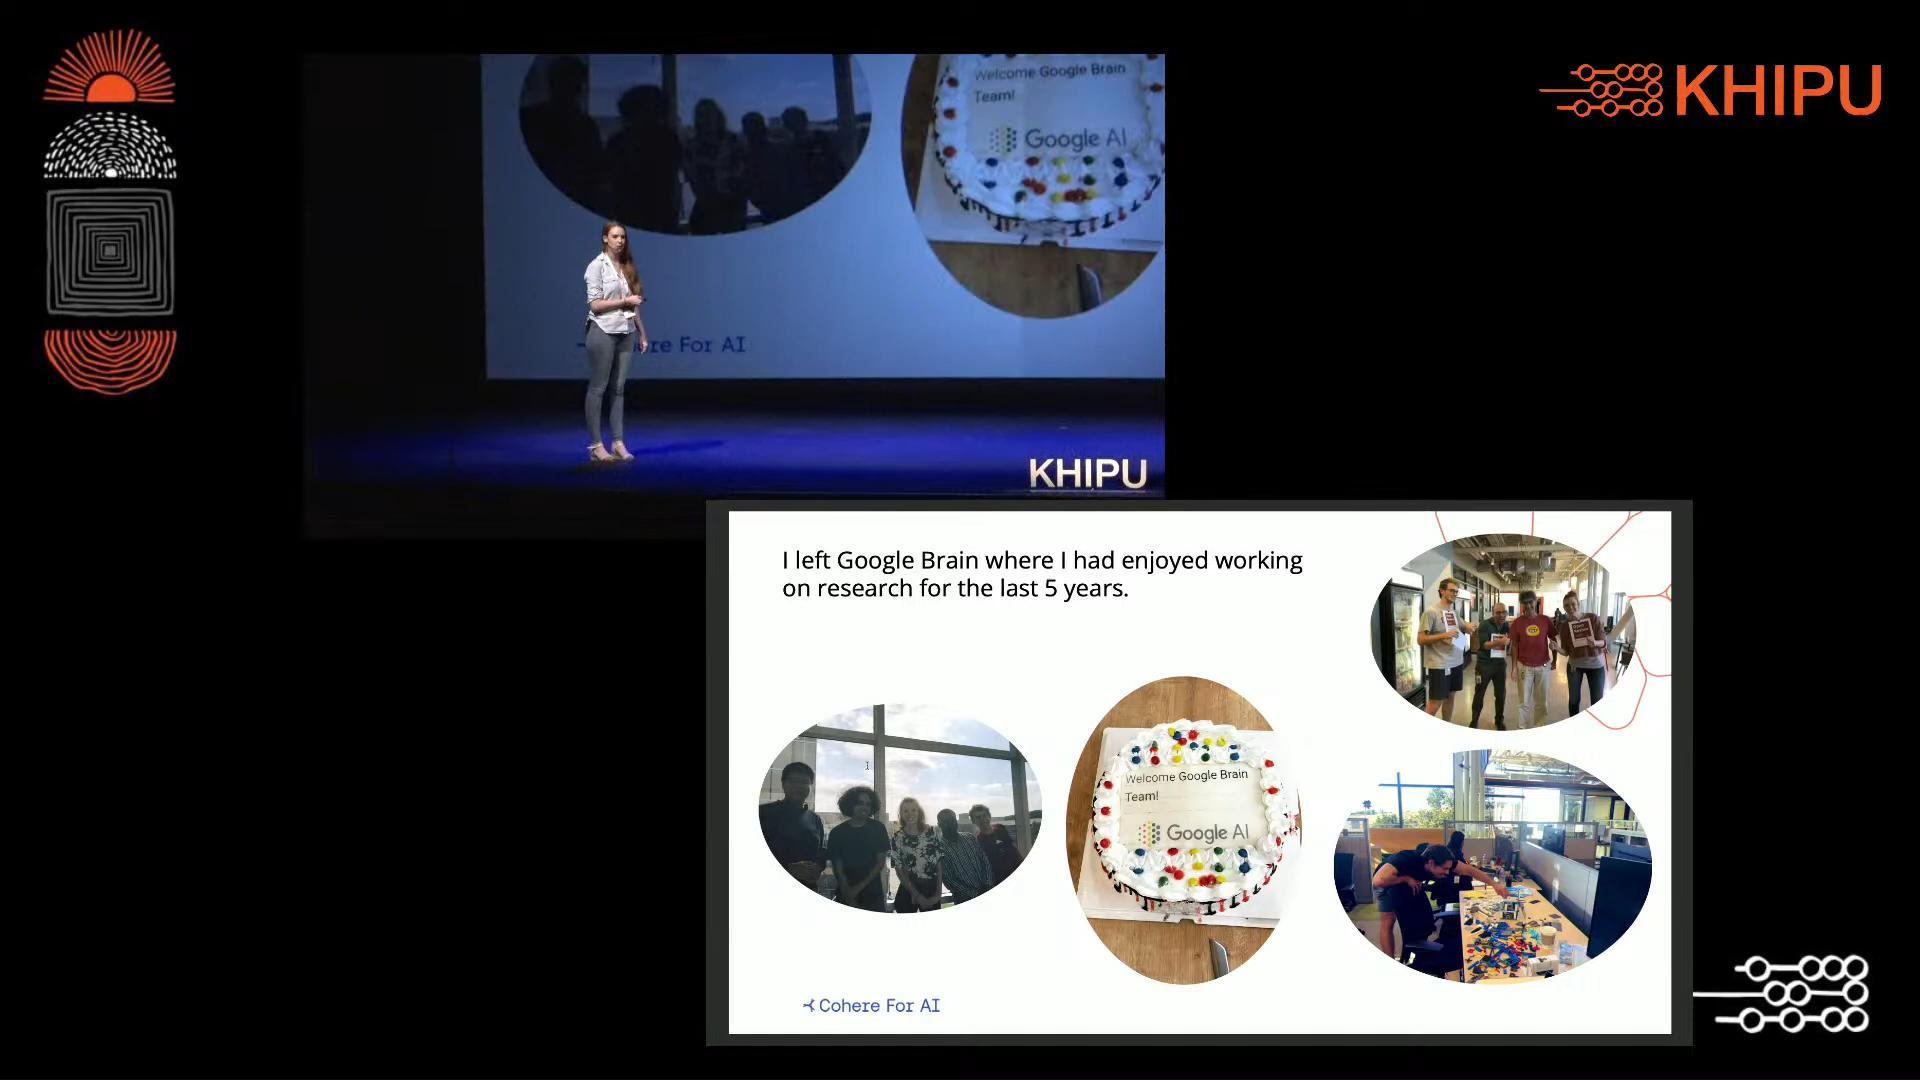 KHIPU
Welcome Google Brain
Team!
Google AI
re For AI
KHIPU
I left Google Brain where I had enjoyed working
on research for the last 5 years.
Welcome Google Brain
Team!
Google AI
Cohere For AI